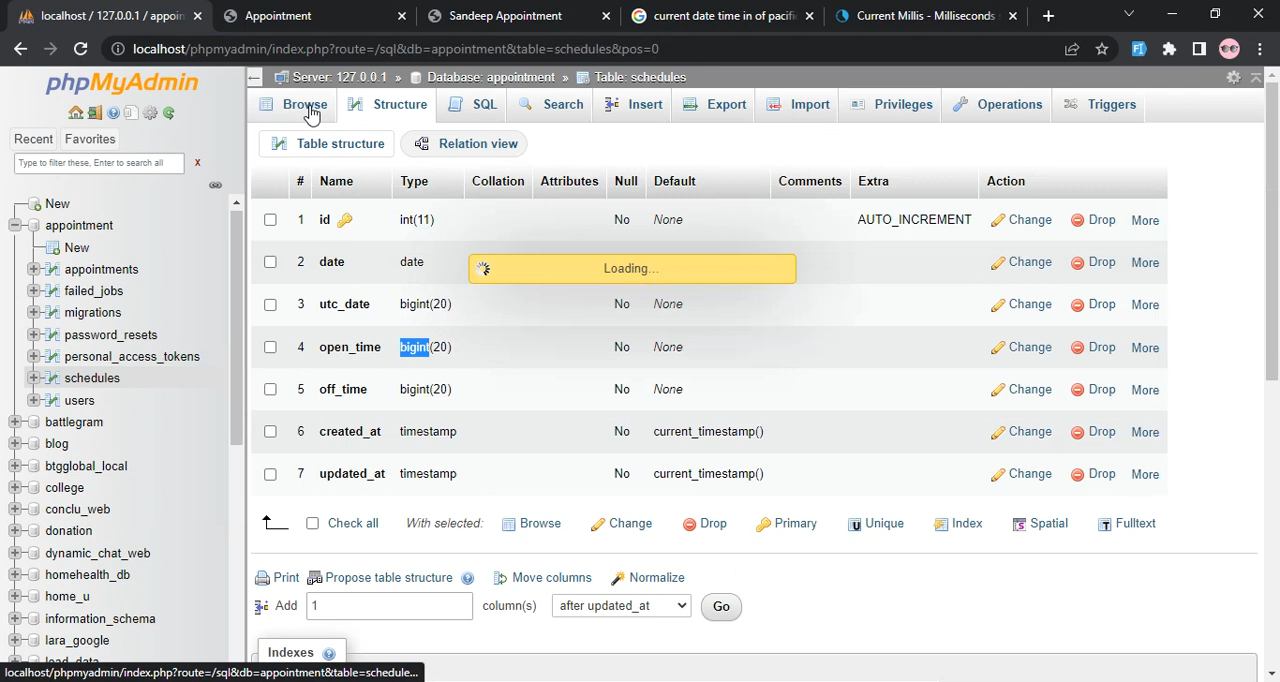 localhost / 127.0.0.1 / appoin
Appointment
Sandeep Appointment
current date time in of pacific
Current Millis - Milliseconds
localhost/phpmyadmin/index.php?route=/sql&db=appointment&table=schedules&pos=0
phpMyAdmin
Server: 127.0.0.1 » Database: appointment » Table: schedules
Browse Structure SQL Search Insert Export Import Privileges Operations Triggers
Recent Favorites
Type to filter these, Enter to search all X
New
appointment
New
appointments
failed_jobs
migrations
password_resets
personal_access_tokens
schedules
users
battlegram
blog
btgglobal_local
college
conclu_web
donation
dynamic_chat_web
homehealth_db
home_u
information_schema
lara_google
load_data
Table structure Relation view
# Name Type Collation Attributes Null Default Comments Extra Action
1 id int(11) No None AUTO_INCREMENT Change Drop More
2 date date Change Drop More
Loading...
3 utc_date bigint(20) No None Change Drop More
4 open_time bigint(20) No None Change Drop More
5 off_time bigint(20) No None Change Drop More
6 created_at timestamp No current_timestamp() Change Drop More
7 updated_at timestamp No current_timestamp() Change Drop More
Check all With selected: Browse Change Drop Primary Unique Index Spatial Fulltext
Print Propose table structure Move columns Normalize
Add 1 column(s) after updated_at Go
Indexes
localhost/phpmyadmin/index.php?route=/sql&db=appointment&table=schedule...